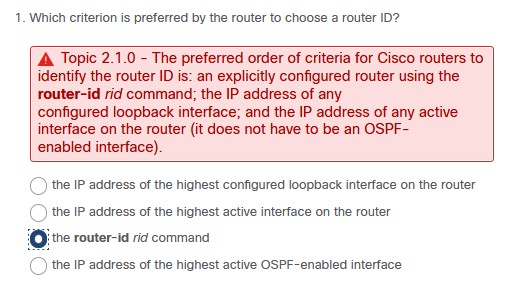 1. Which criterion is preferred by the router to choose a router ID?
Topic 2.1.0 - The preferred order of criteria for Cisco routers to
identify the router ID is: an explicitly configured router using the
router-id rid command; the IP address of any
configured loopback interface; and the IP address of any active
interface on the router (it does not have to be an OSPF-
enabled interface).
the IP address of the highest configured loopback interface on the router
the IP address of the highest active interface on the router
the router-id rid command
the IP address of the highest active OSPF-enabled interface